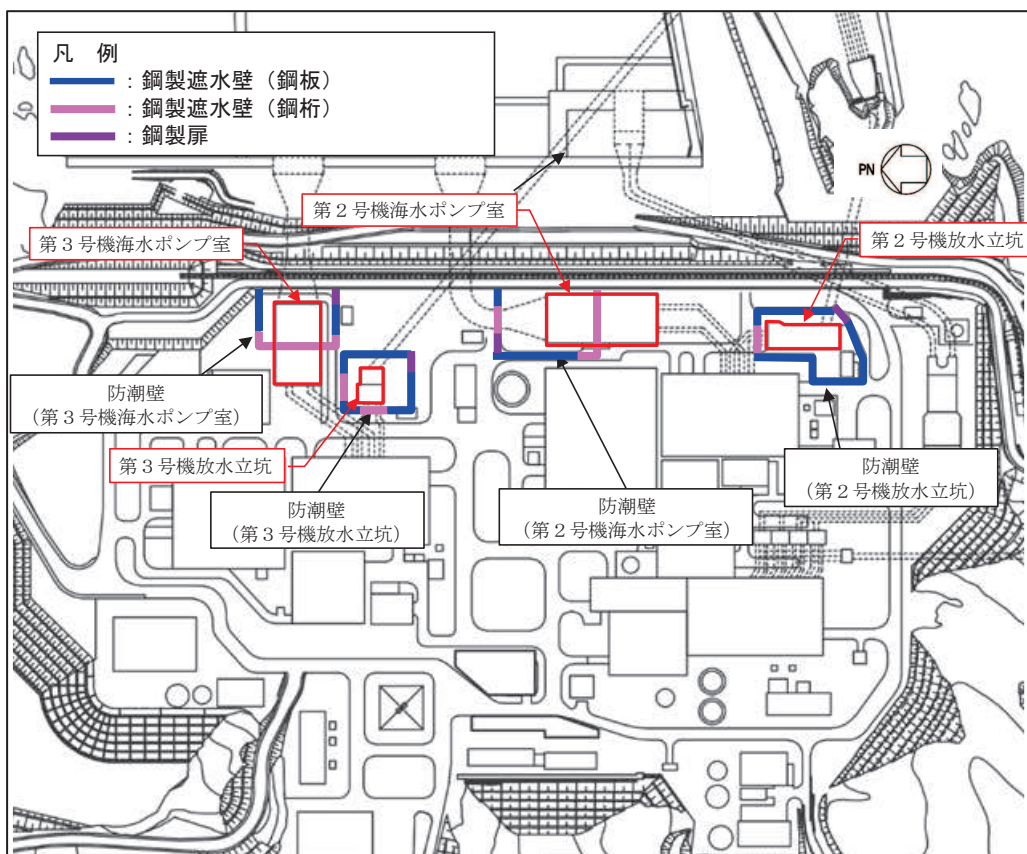 凡 例
：鋼製遮水壁（鋼板）
：鋼製遮水壁（鋼桁）
：鋼製扉
PN
第２号機海水ポンプ室
第３号機海水ポンプ室
第２号機放水立坑
防潮壁
（第３号機海水ポンプ室）
第３号機放水立坑
防潮壁
（第３号機放水立坑）
防潮壁
（第２号機海水ポンプ室）
防潮壁
（第２号機放水立坑）